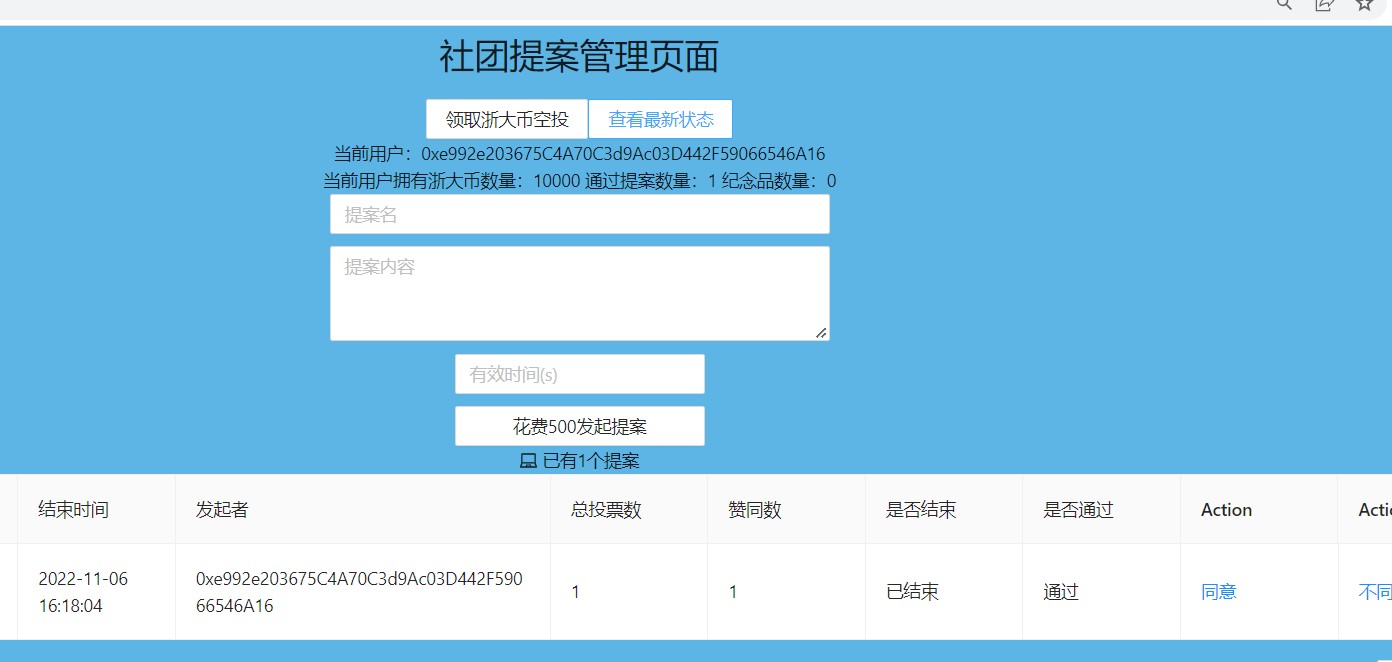 社团提案管理页面
领取浙大币空投 查看最新状态
当前用户：0xe992e203675C4A70C3d9Ac03D442F59066546A16
当前用户拥有浙大币数量：10000 通过提案数量：1 纪念品数量：0
提案名
提案内容
有效时间(s)
花费500发起提案
已有1个提案
结束时间 发起者 总投票数 赞同数 是否结束 是否通过 Action
2022-11-06 16:18:04 0xe992e203675C4A70C3d9Ac03D442F590 1 1 已结束 通过 同意
66546A16